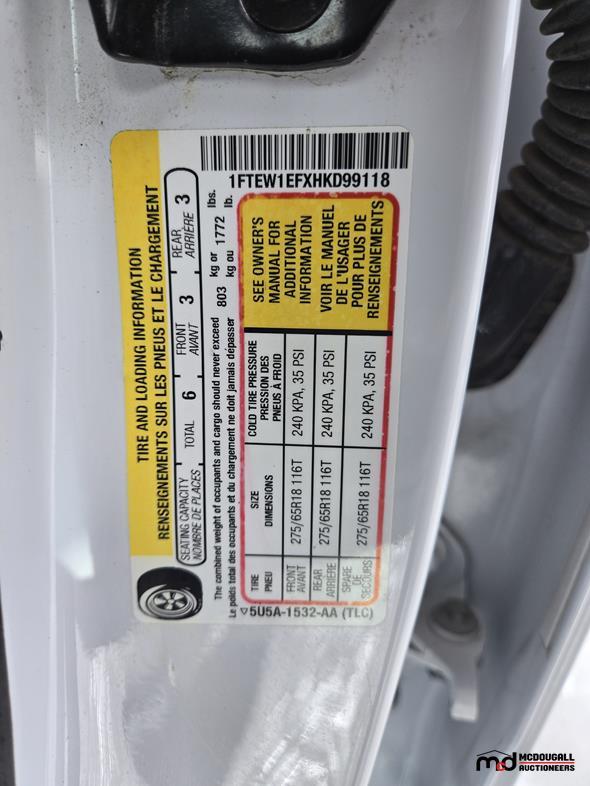 1FTEW1EFXHKD99118
TIRE AND LOADING INFORMATION
RENSEIGNEMENTS SUR LES PNEUS ET LE CHARGEMENT
SEATING CAPACITY
NOMBRE DE PLACES
TOTAL 6
FRONT
AVANT 3
REAR
ARRIÈRE 3
The combined weight of occupants and cargo should never exceed 803 kg or 1772 lbs.
Le poids total des occupants et du chargement ne doit jamais dépasser kg ou lb.
TIRE
PNEU
SIZE
DIMENSIONS
COLD TIRE PRESSURE
PRESSION DES
PNEUS À FROID
FRONT
AVANT
275/65R18 116T
240 KPA, 35 PSI
REAR
ARRIÈRE
275/65R18 116T
240 KPA, 35 PSI
SPARE
DE
SECOURS
275/65R18 116T
240 KPA, 35 PSI
SEE OWNER'S
MANUAL FOR
ADDITIONAL
INFORMATION
VOIR LE MANUEL
DE L'USAGER
POUR PLUS DE
RENSEIGNEMENTS
5U5A-1532-AA (TLC)
md MCDOUGALL
AUCTIONEERS